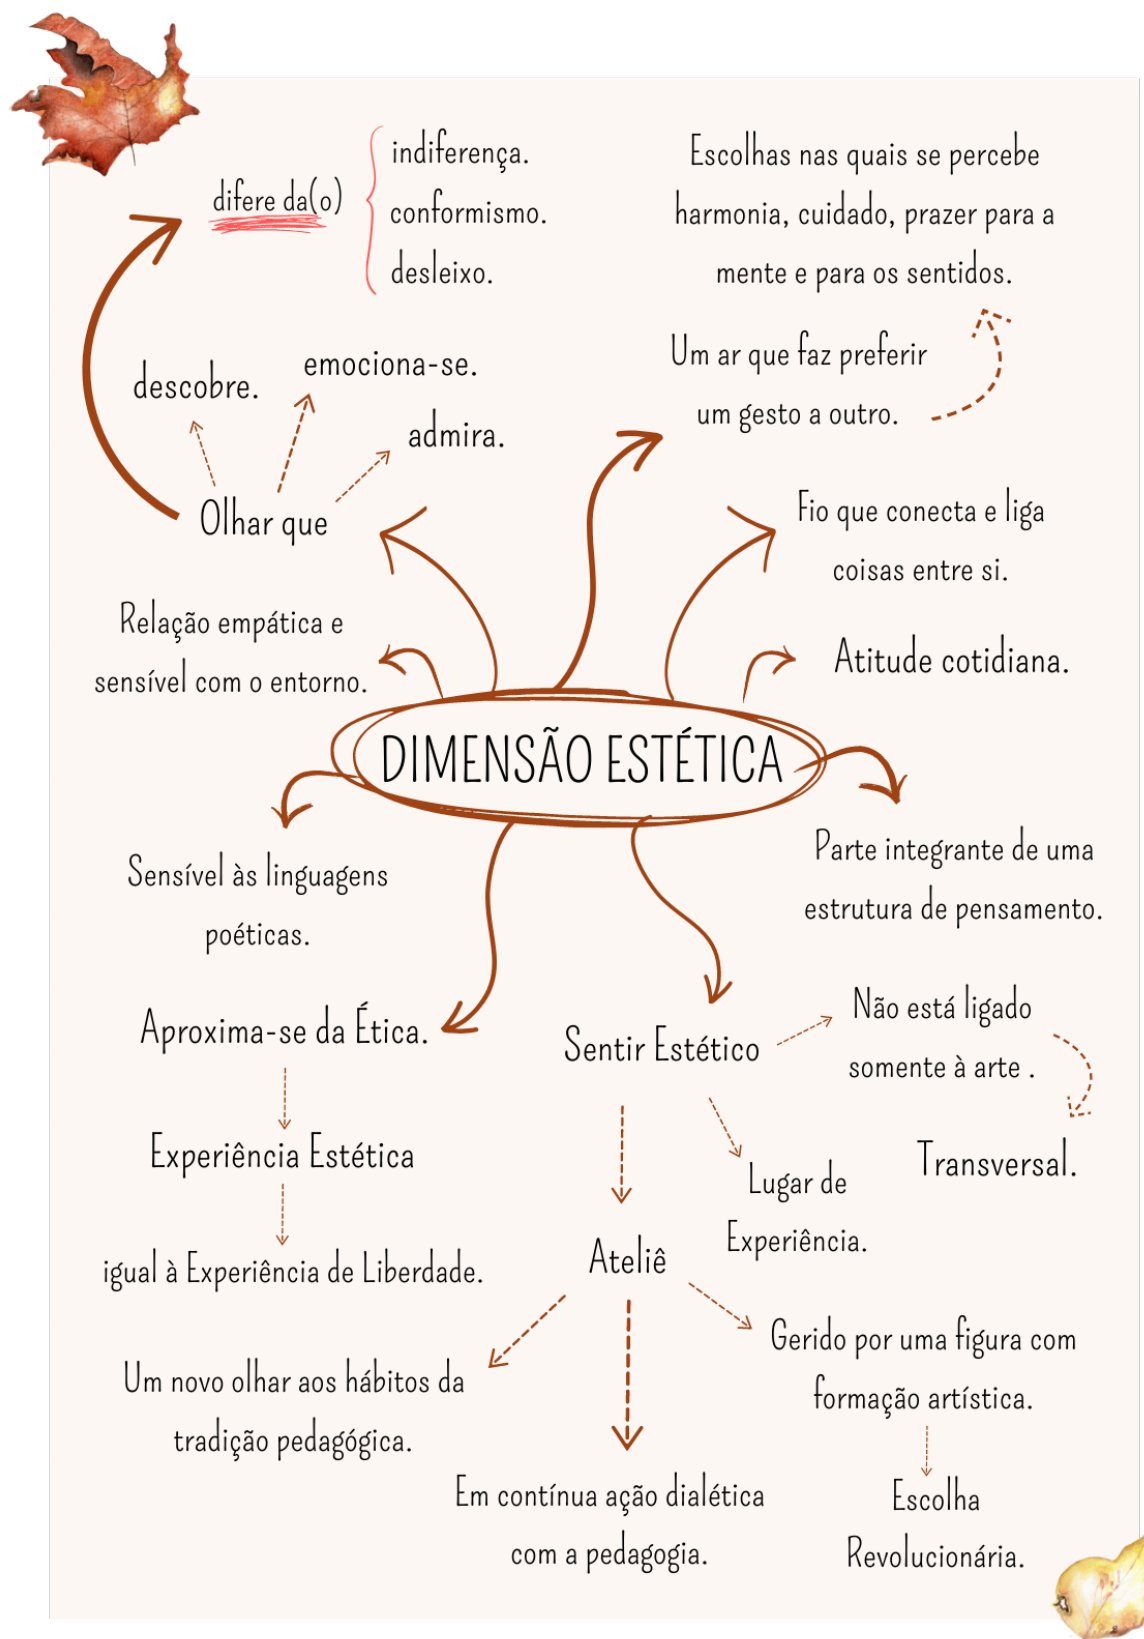 difere da(o)
indiferença.
conformismo.
desleixo.
Escolhas nas quais se percebe
harmonia, cuidado, prazer para a
mente e para os sentidos.
Um ar que faz preferir
um gesto a outro.
descobre.
emociona-se.
admira.
Olhar que
Fio que conecta e liga
coisas entre si.
Relação empática e
sensível com o entorno.
Atitude cotidiana.
DIMENSÃO ESTÉTICA
Sensível às linguagens
poéticas.
Parte integrante de uma
estrutura de pensamento.
Aproxima-se da Ética.
Experiência Estética
igual à Experiência de Liberdade.
Sentir Estético
Não está ligado
somente à arte .
Transversal.
Lugar de
Experiência.
Ateliê
Um novo olhar aos hábitos da
tradição pedagógica.
Em contínua ação dialética
com a pedagogia.
Gerido por uma figura com
formação artística.
Escolha
Revolucionária.